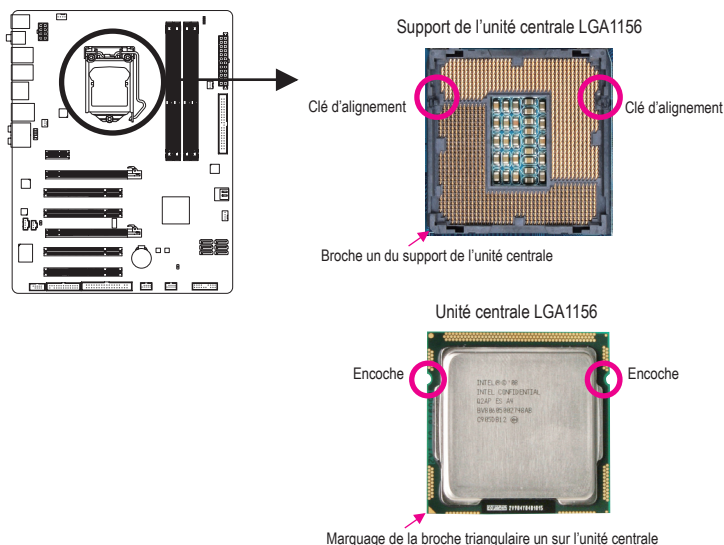 Support de l'unité centrale LGA1156
Clé d'alignement
Clé d'alignement
Broche un du support de l'unité centrale
Unité centrale LGA1156
Encoche
Encoche
INTEL CONFIDENTIAL
Marquage de la broche triangulaire un sur l'unité centrale